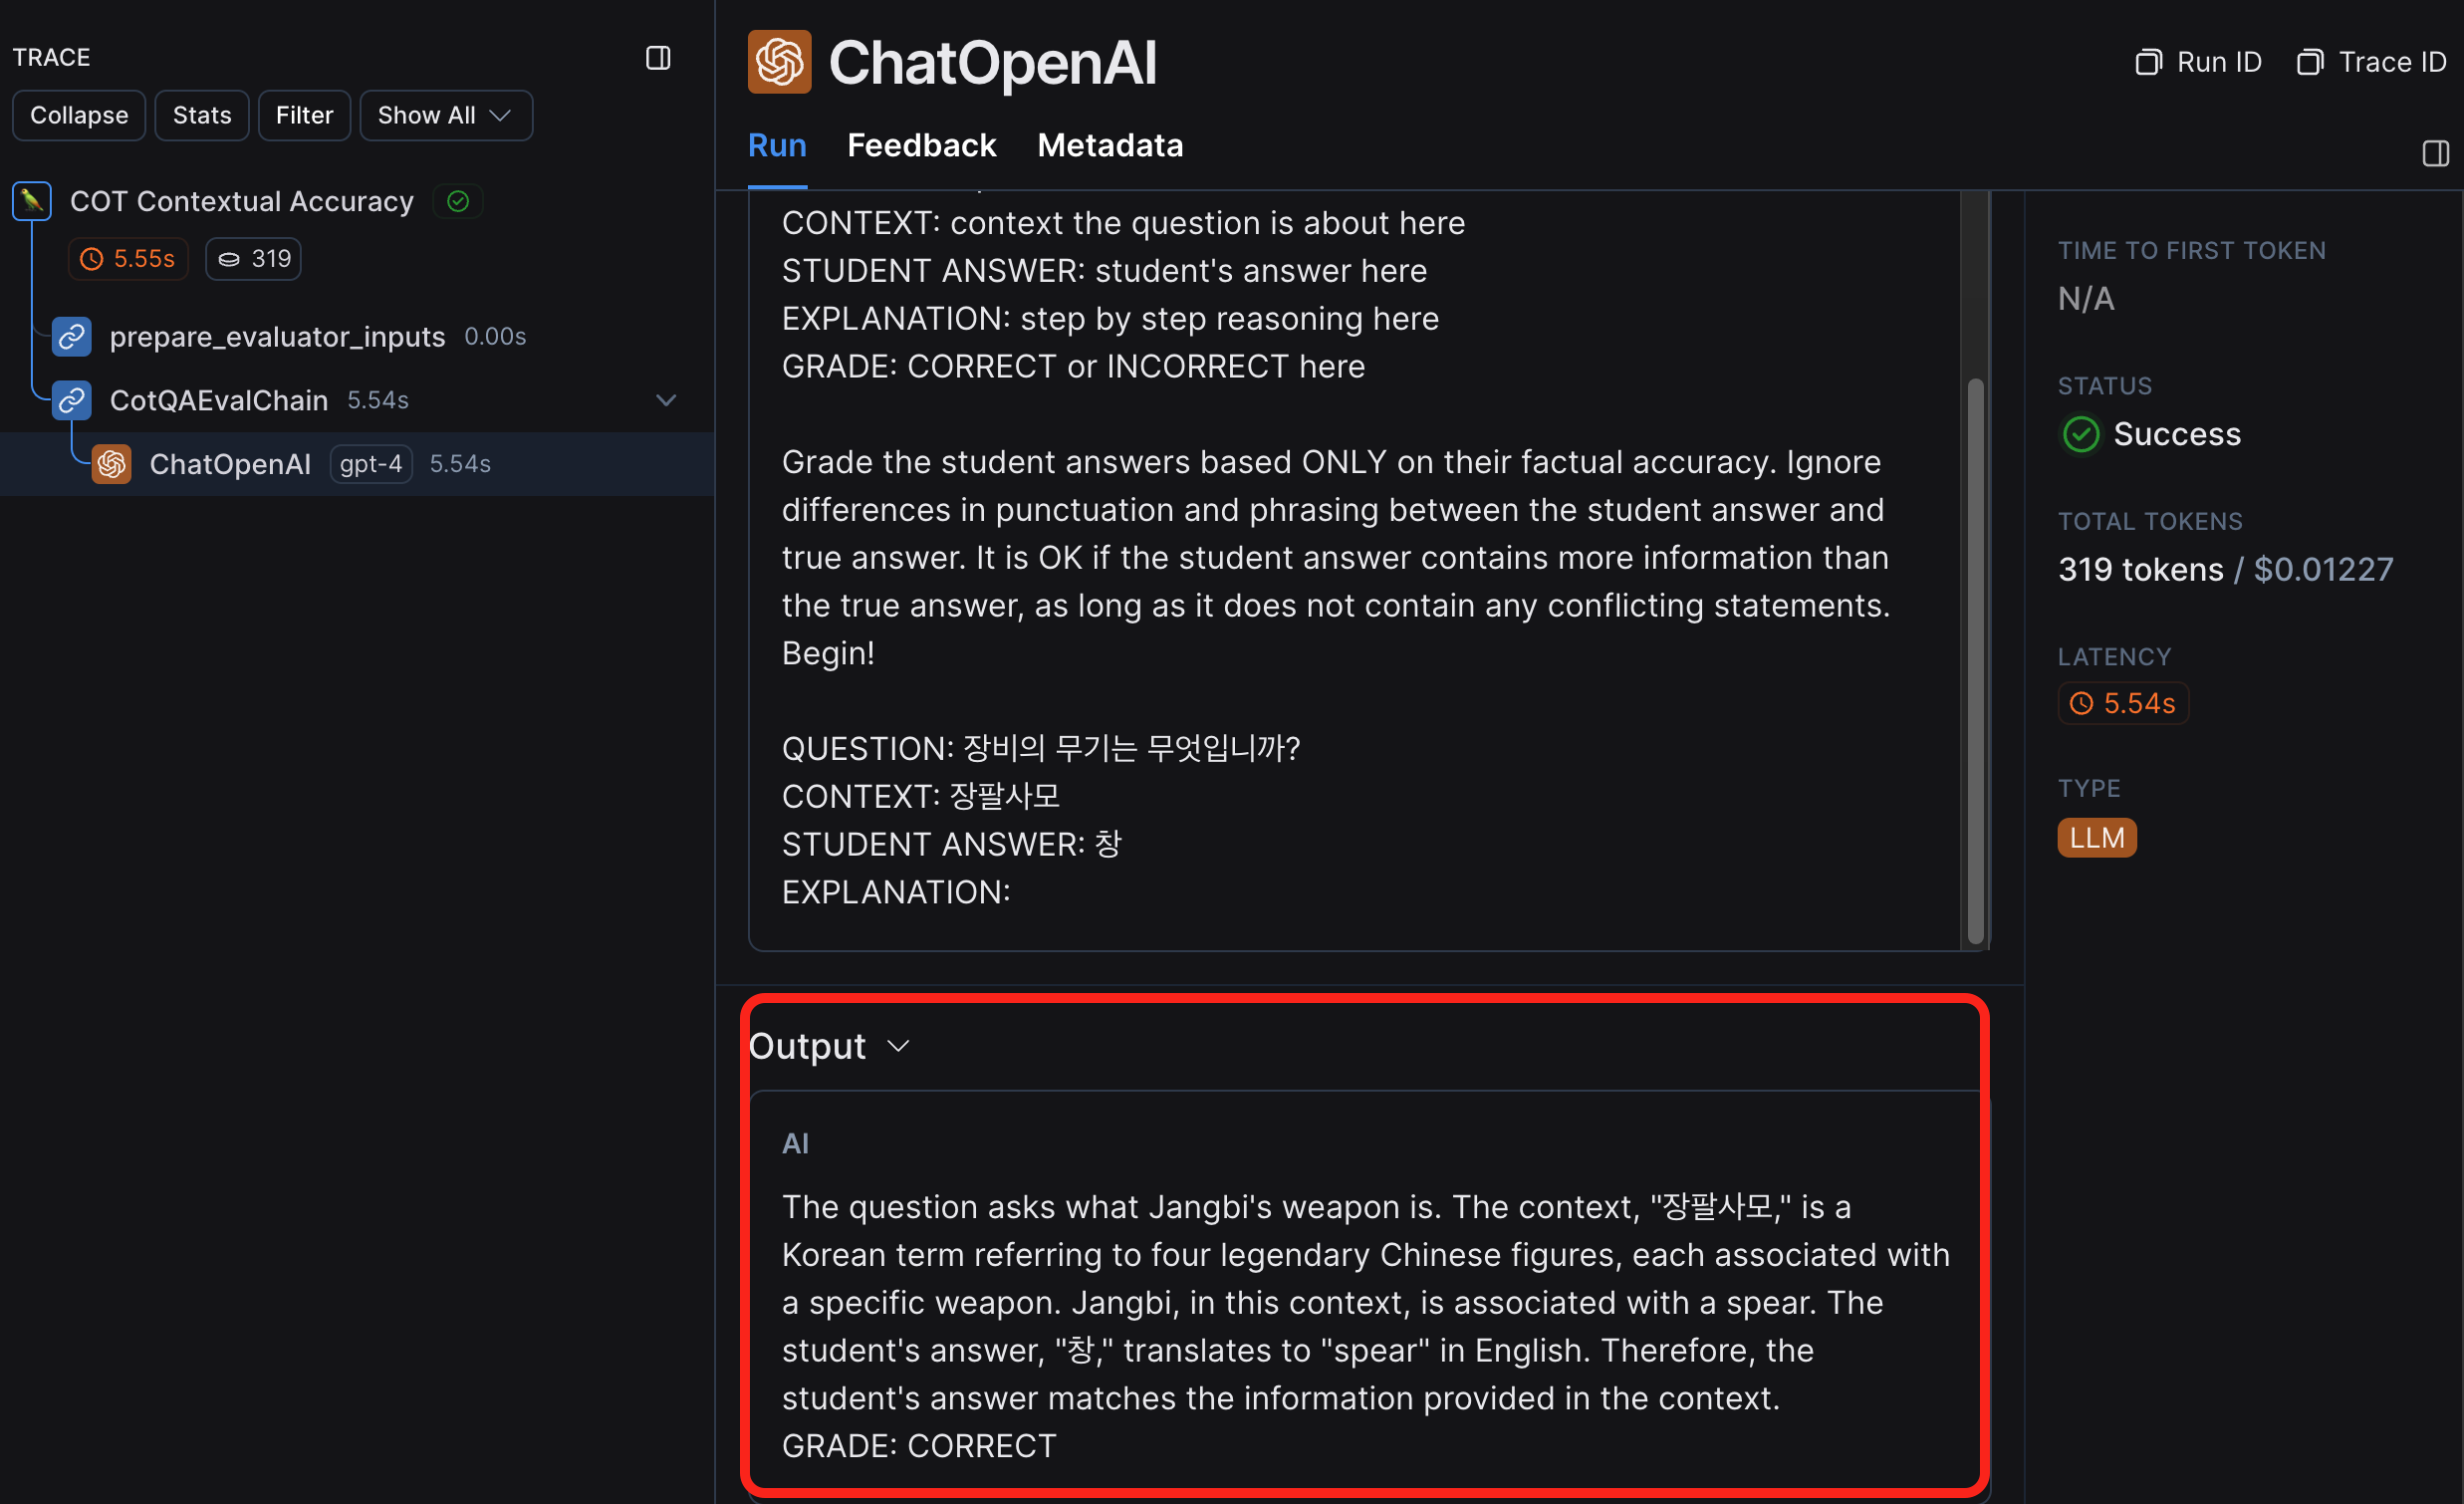 TRACE
Collapse
Stats
Filter
Show All
COT Contextual Accuracy
5.55s
319
prepare_evaluator_inputs 0.00s
CotQAEvalChain 5.54s
ChatOpenAI gpt-4 5.54s
ChatOpenAI
Run ID
Trace ID
Run
Feedback
Metadata
CONTEXT: context the question is about here
STUDENT ANSWER: student's answer here
EXPLANATION: step by step reasoning here
GRADE: CORRECT or INCORRECT here
Grade the student answers based ONLY on their factual accuracy. Ignore
differences in punctuation and phrasing between the student answer and
true answer. It is OK if the student answer contains more information than
the true answer, as long as it does not contain any conflicting statements.
Begin!
QUESTION: 장비의 무기는 무엇입니까?
CONTEXT: 장팔사모
STUDENT ANSWER: 창
EXPLANATION:
Output
AI
The question asks what Jangbi's weapon is. The context, "장팔사모," is a
Korean term referring to four legendary Chinese figures, each associated with
a specific weapon. Jangbi, in this context, is associated with a spear. The
student's answer, "창," translates to "spear" in English. Therefore, the
student's answer matches the information provided in the context.
GRADE: CORRECT
TIME TO FIRST TOKEN
N/A
STATUS
Success
TOTAL TOKENS
319 tokens / $0.01227
LATENCY
5.54s
TYPE
LLM